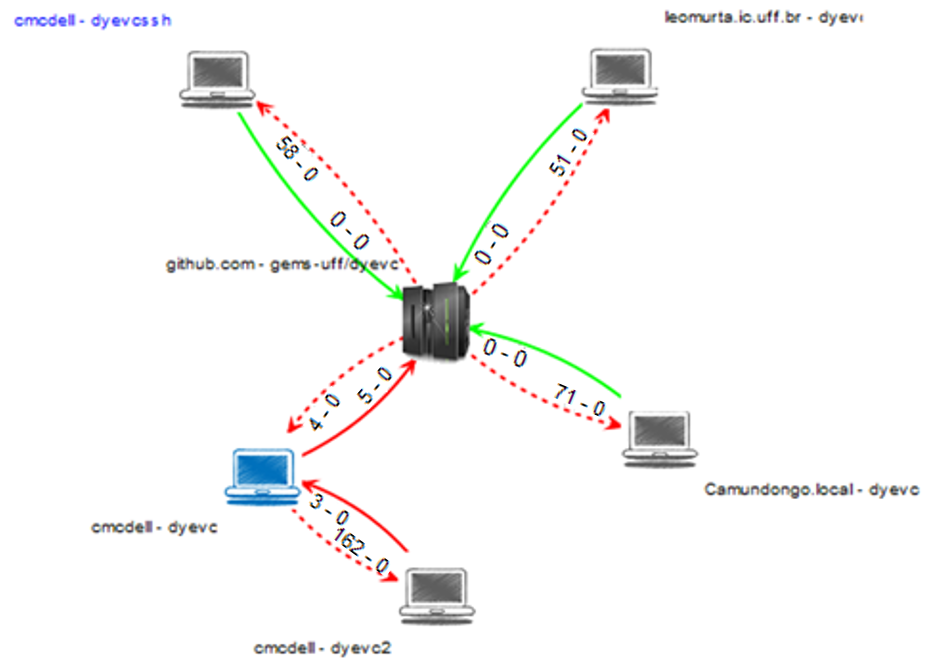 cmcdell - dyevcssh
leomurta.ic.uff.br - dyev
58 - 0
51 - 0
0 - 0
0 - 0
github.com - gems-uff/dyevc
0 - 0
5 - 0
71 - 0
4 - 0
Camundongo.local - dyevc
3 - 0
cmcdell - dyevc
162 - 0
cmcdell - dyevc2